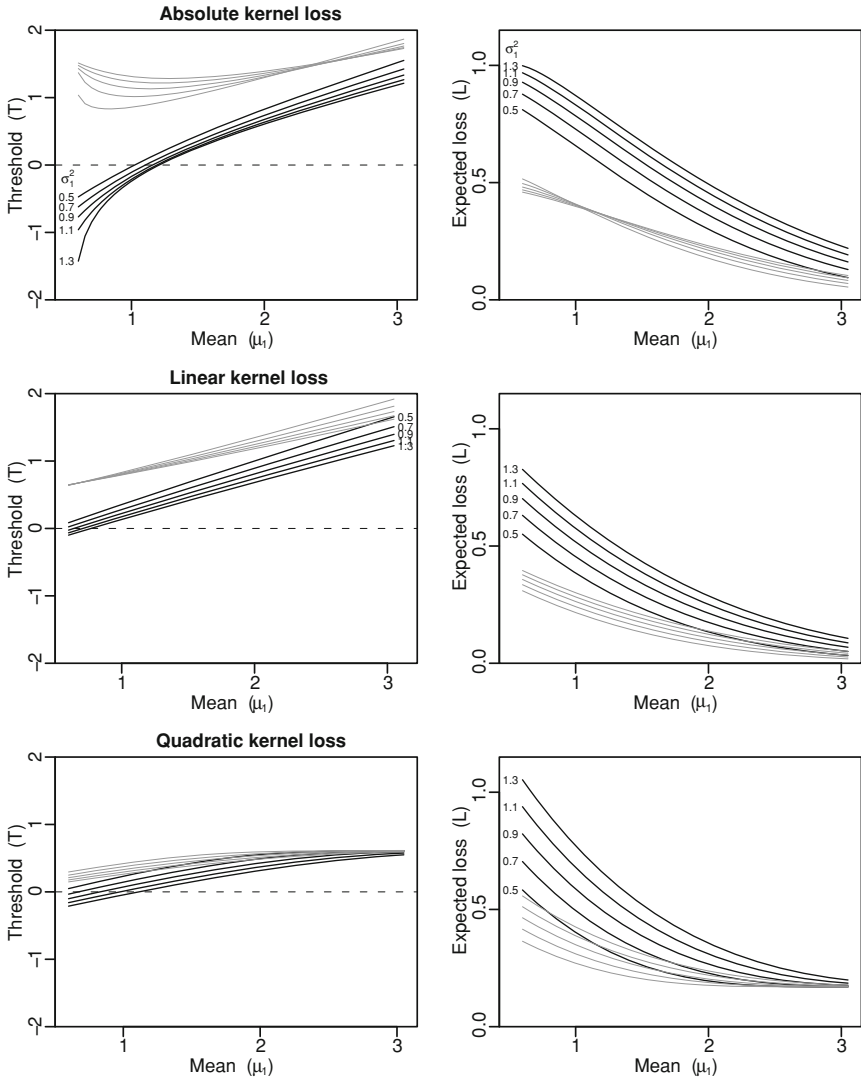 Absolute kernel loss
Threshold (T)
2
1
0
−1
−2
σ₁²
0.5
0.7
0.9
1.1
1.3
1 2 3
Mean (μ₁)
Expected loss (L)
1.0
0.5
0.0
σ₁²
1.3
1.1
0.9
0.7
0.5
1 2 3
Mean (μ₁)
Linear kernel loss
Threshold (T)
2
1
0
−1
−2
0.5
0.7
0.9
1.1
1.3
1 2 3
Mean (μ₁)
Expected loss (L)
1.0
0.5
0.0
1.3
1.1
0.9
0.7
0.5
1 2 3
Mean (μ₁)
Quadratic kernel loss
Threshold (T)
2
1
0
−1
−2
1 2 3
Mean (μ₁)
Expected loss (L)
1.0
0.5
0.0
1.3
1.1
0.9
0.7
0.5
1 2 3
Mean (μ₁)